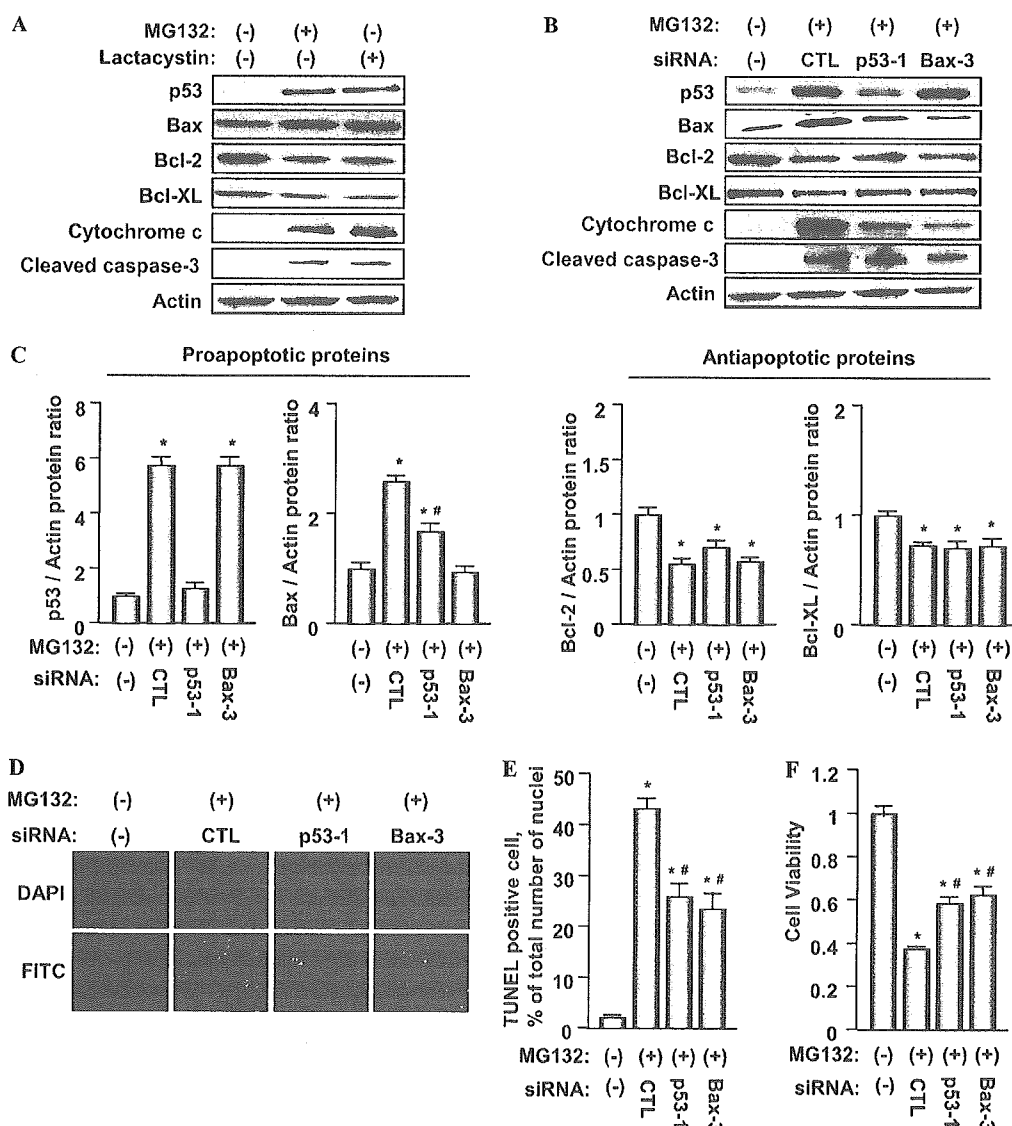 A
MG132: (-) (+) (-)
Lactacystin: (-) (-) (+)
p53
Bax
Bcl-2
Bcl-XL
Cytochrome c
Cleaved caspase-3
Actin
B
MG132: (-) (+) (+) (+)
siRNA: (-) CTL p53-1 Bax-3
p53
Bax
Bcl-2
Bcl-XL
Cytochrome c
Cleaved caspase-3
Actin
C
Proapoptotic proteins
p53 / Actin protein ratio
8
6
4
2
0
* *
MG132: (-) (+) (+) (+)
siRNA: (-) CTL p53-1 Bax-3
Bax / Actin protein ratio
4
2
0
* * #
(-) (+) (+) (+)
(-) CTL p53-1 Bax-3
Antiapoptotic proteins
Bcl-2 / Actin protein ratio
2
1.5
1
0.5
0
* * *
(-) (+) (+) (+)
(-) CTL p53-1 Bax-3
Bcl-XL / Actin protein ratio
2
1
0
* * *
(-) (+) (+) (+)
(-) CTL p53-1 Bax-3
D
MG132: (-) (+) (+) (+)
siRNA: (-) CTL p53-1 Bax-3
DAPI
FITC
E
TUNEL positive cell,
% of total number of nuclei
50
40
30
20
10
0
* * # * #
MG132: (-) (+) (+) (+)
siRNA: (-) CTL p53-1 Bax-3
F
Cell Viability
1.2
1
0.8
0.6
0.4
0.2
0
* * # * #
MG132: (-) (+) (+) (+)
siRNA: (-) CTL p53-1 Bax-3